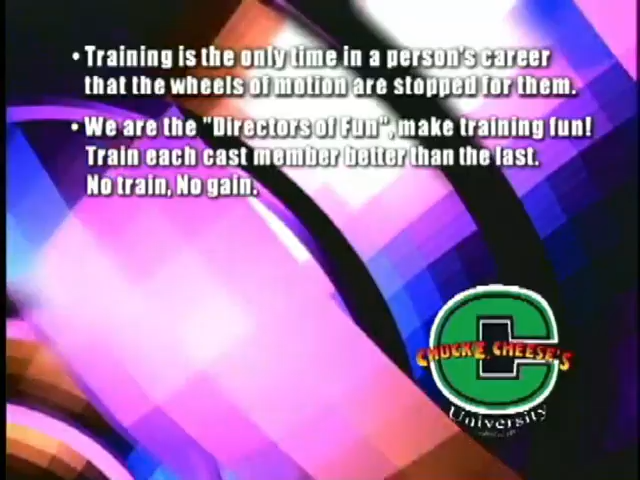 • Training is the only time in a person's career
that the wheels of motion are stopped for them.
• We are the "Directors of Fun", make training fun!
Train each cast member better than the last.
No train, No gain.
CHUCK E. CHEESE'S
University